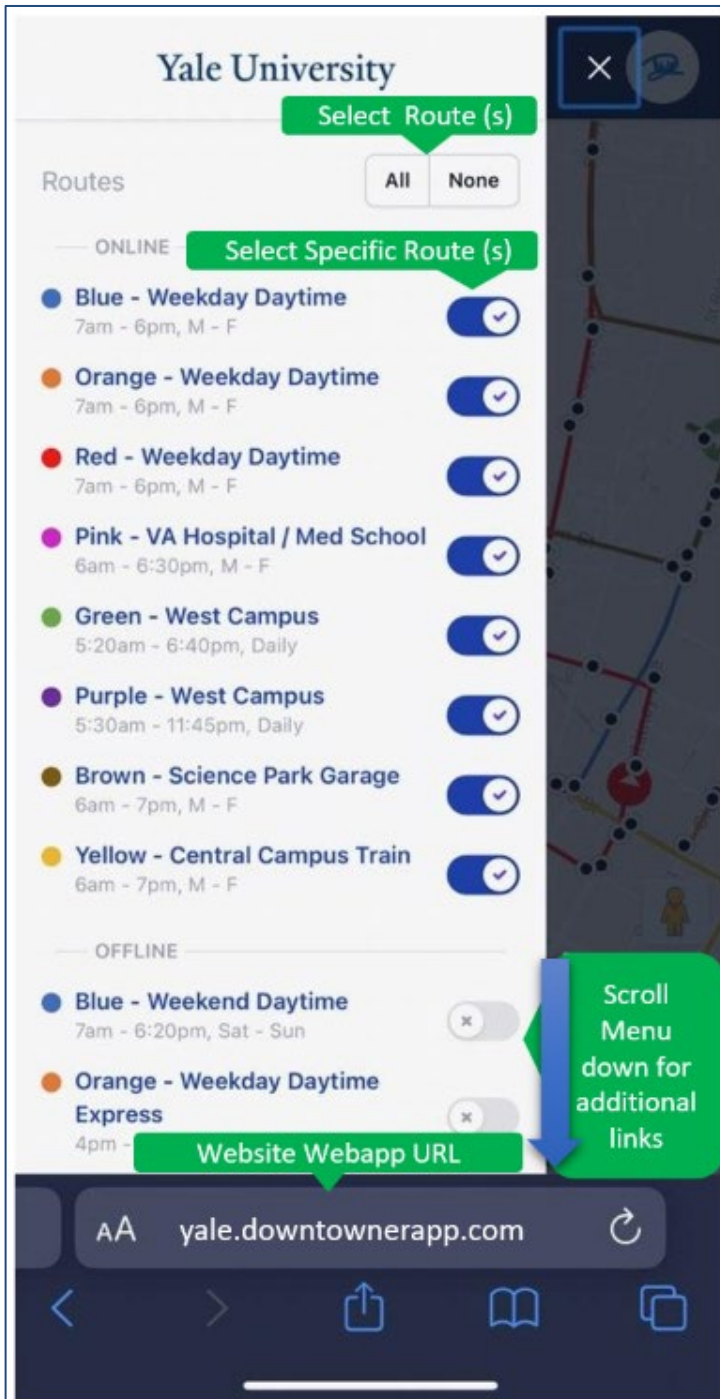 Yale University
Select Route (s)
Routes
All None
ONLINE
Select Specific Route (s)
Blue - Weekday Daytime
7am - 6pm, M - F
Orange - Weekday Daytime
7am - 6pm, M - F
Red - Weekday Daytime
7am - 6pm, M - F
Pink - VA Hospital / Med School
6am - 6:30pm, M - F
Green - West Campus
5:20am - 6:40pm, Daily
Purple - West Campus
5:30am - 11:45pm, Daily
Brown - Science Park Garage
6am - 7pm, M - F
Yellow - Central Campus Train
6am - 7pm, M - F
OFFLINE
Blue - Weekend Daytime
7am - 6:20pm, Sat - Sun
Orange - Weekday Daytime
Express
4pm -
Scroll
Menu
down for
additional
links
Website Webapp URL
AA yale.downtownerapp.com